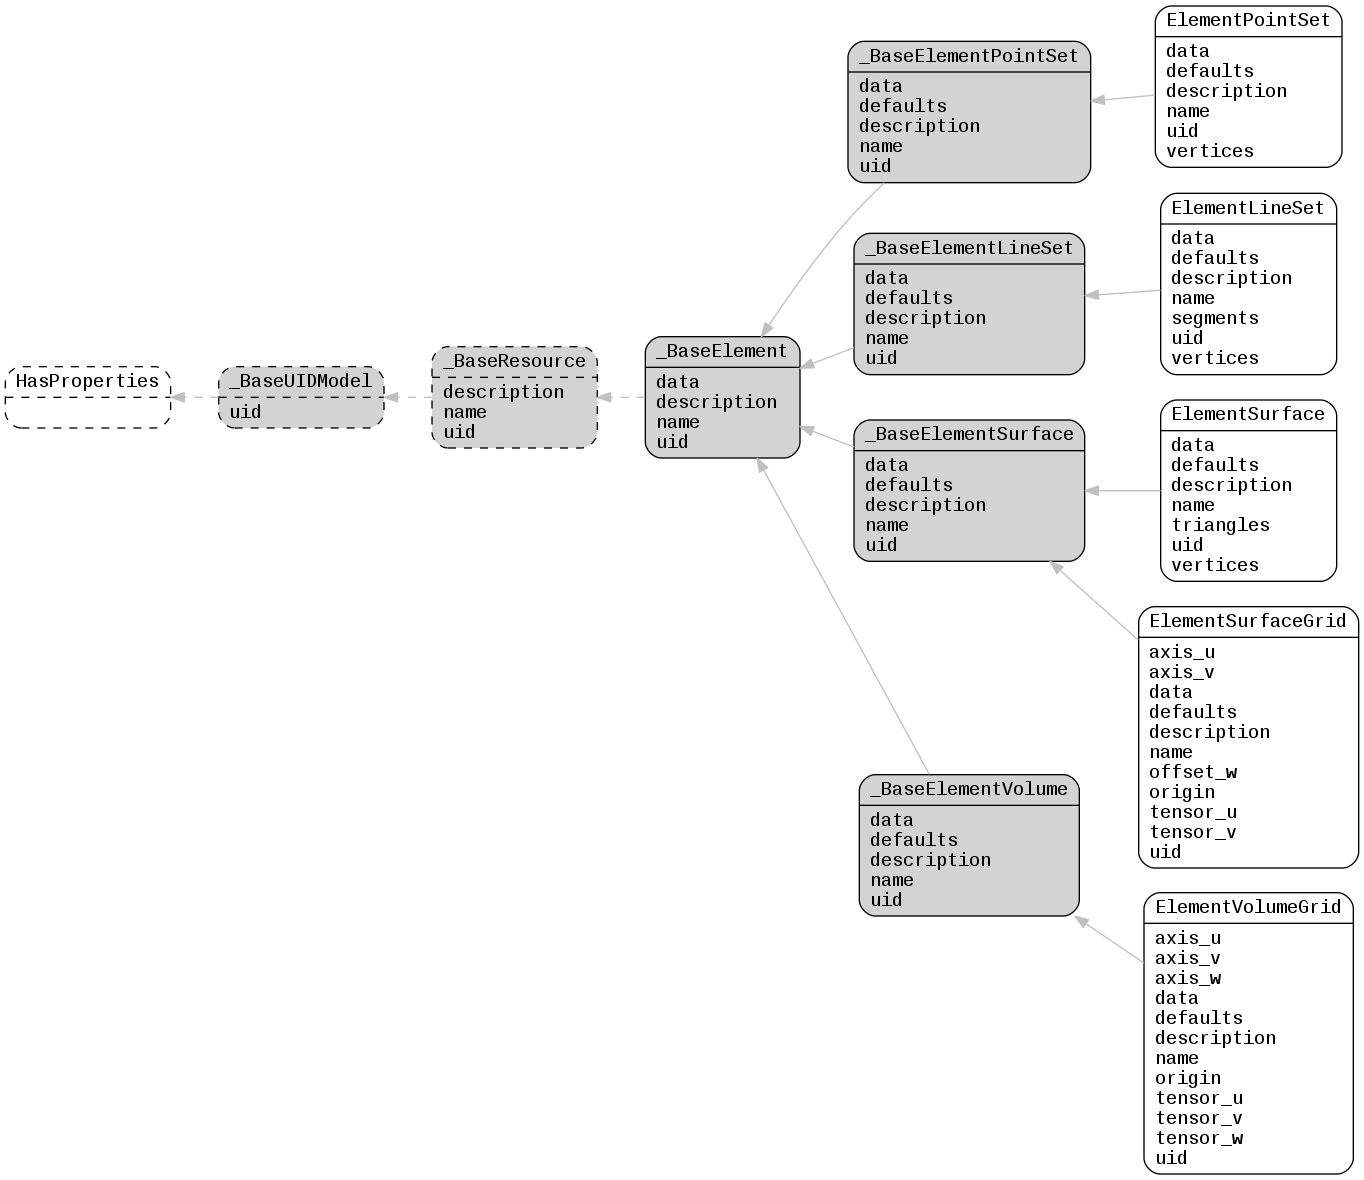 HasProperties
_BaseUIDModel
uid
_BaseResource
description
name
uid
_BaseElement
data
description
name
uid
_BaseElementPointSet
data
defaults
description
name
uid
_BaseElementLineSet
data
defaults
description
name
uid
_BaseElementSurface
data
defaults
description
name
uid
_BaseElementVolume
data
defaults
description
name
uid
ElementPointSet
data
defaults
description
name
uid
vertices
ElementLineSet
data
defaults
description
name
segments
uid
vertices
ElementSurface
data
defaults
description
name
triangles
uid
vertices
ElementSurfaceGrid
axis_u
axis_v
data
defaults
description
name
offset_w
origin
tensor_u
tensor_v
uid
ElementVolumeGrid
axis_u
axis_v
axis_w
data
defaults
description
name
origin
tensor_u
tensor_v
tensor_w
uid